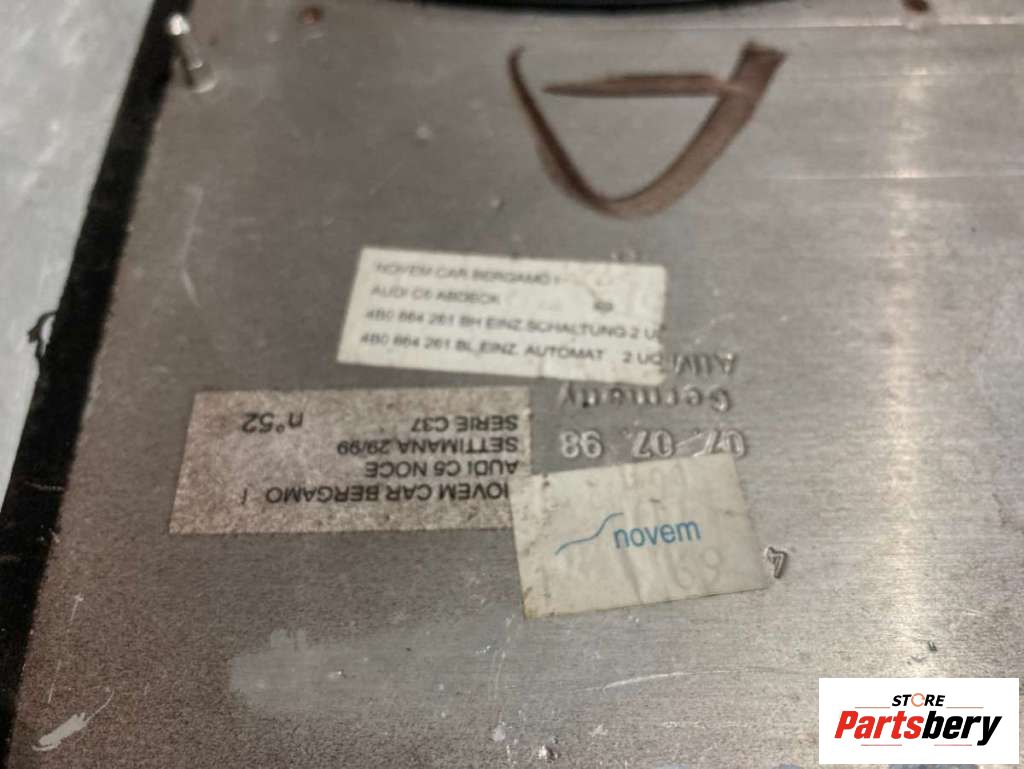 NOVEM CAR BERGAMO I
AUDI C5 ABDECK
4B0 864 261 BH EINZ.SCHALTUNG 2 U
4B0 864 261 BL EINZ. AUTOMAT 2 UC
NOVEM CAR BERGAMO I
AUDI C5 NOCE
SETTIMANA 29/99
SERIE C37
n°52
Germany
07. 07. 98
novem
4
STORE
Partsbery